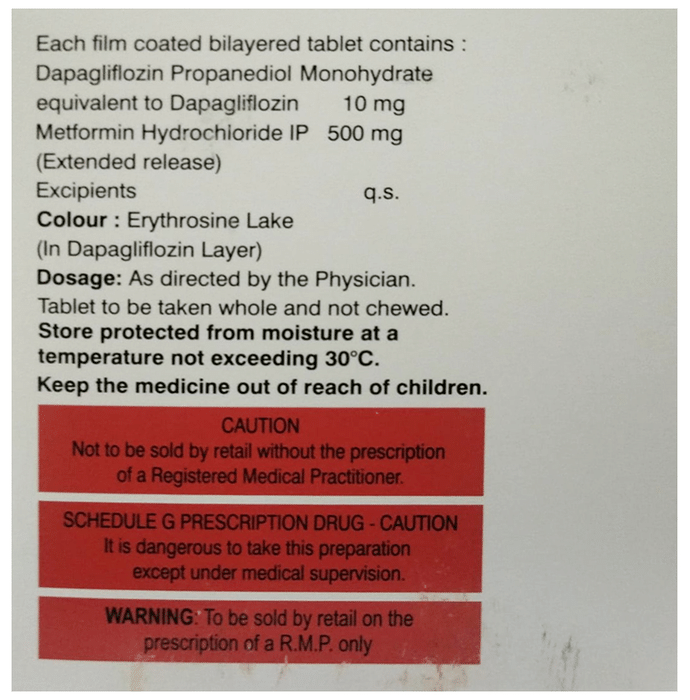 Each film coated bilayered tablet contains :
Dapagliflozin Propanediol Monohydrate
equivalent to Dapagliflozin 10 mg
Metformin Hydrochloride IP 500 mg
(Extended release)
Excipients q.s.
Colour : Erythrosine Lake
(In Dapagliflozin Layer)
Dosage: As directed by the Physician.
Tablet to be taken whole and not chewed.
Store protected from moisture at a
temperature not exceeding 30°C.
Keep the medicine out of reach of children.
CAUTION
Not to be sold by retail without the prescription
of a Registered Medical Practitioner.
SCHEDULE G PRESCRIPTION DRUG - CAUTION
It is dangerous to take this preparation
except under medical supervision.
WARNING: To be sold by retail on the
prescription of a R.M.P. only